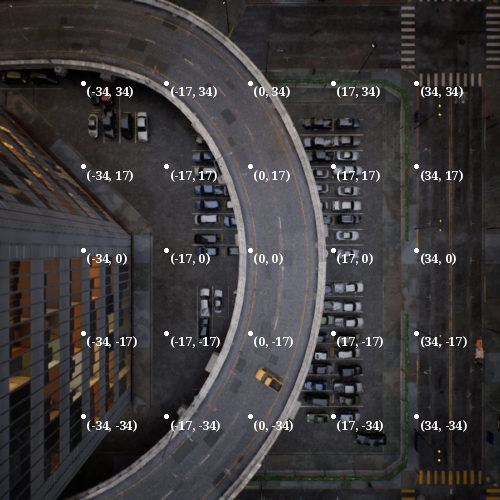 (-34, 34) (-17, 34) (0, 34) (17, 34) (34, 34)
(-34, 17) (-17, 17) (0, 17) (17, 17) (34, 17)
(-34, 0) (-17, 0) (0, 0) (17, 0) (34, 0)
(-34, -17) (-17, -17) (0, -17) (17, -17) (34, -17)
(-34, -34) (-17, -34) (0, -34) (17, -34) (34, -34)